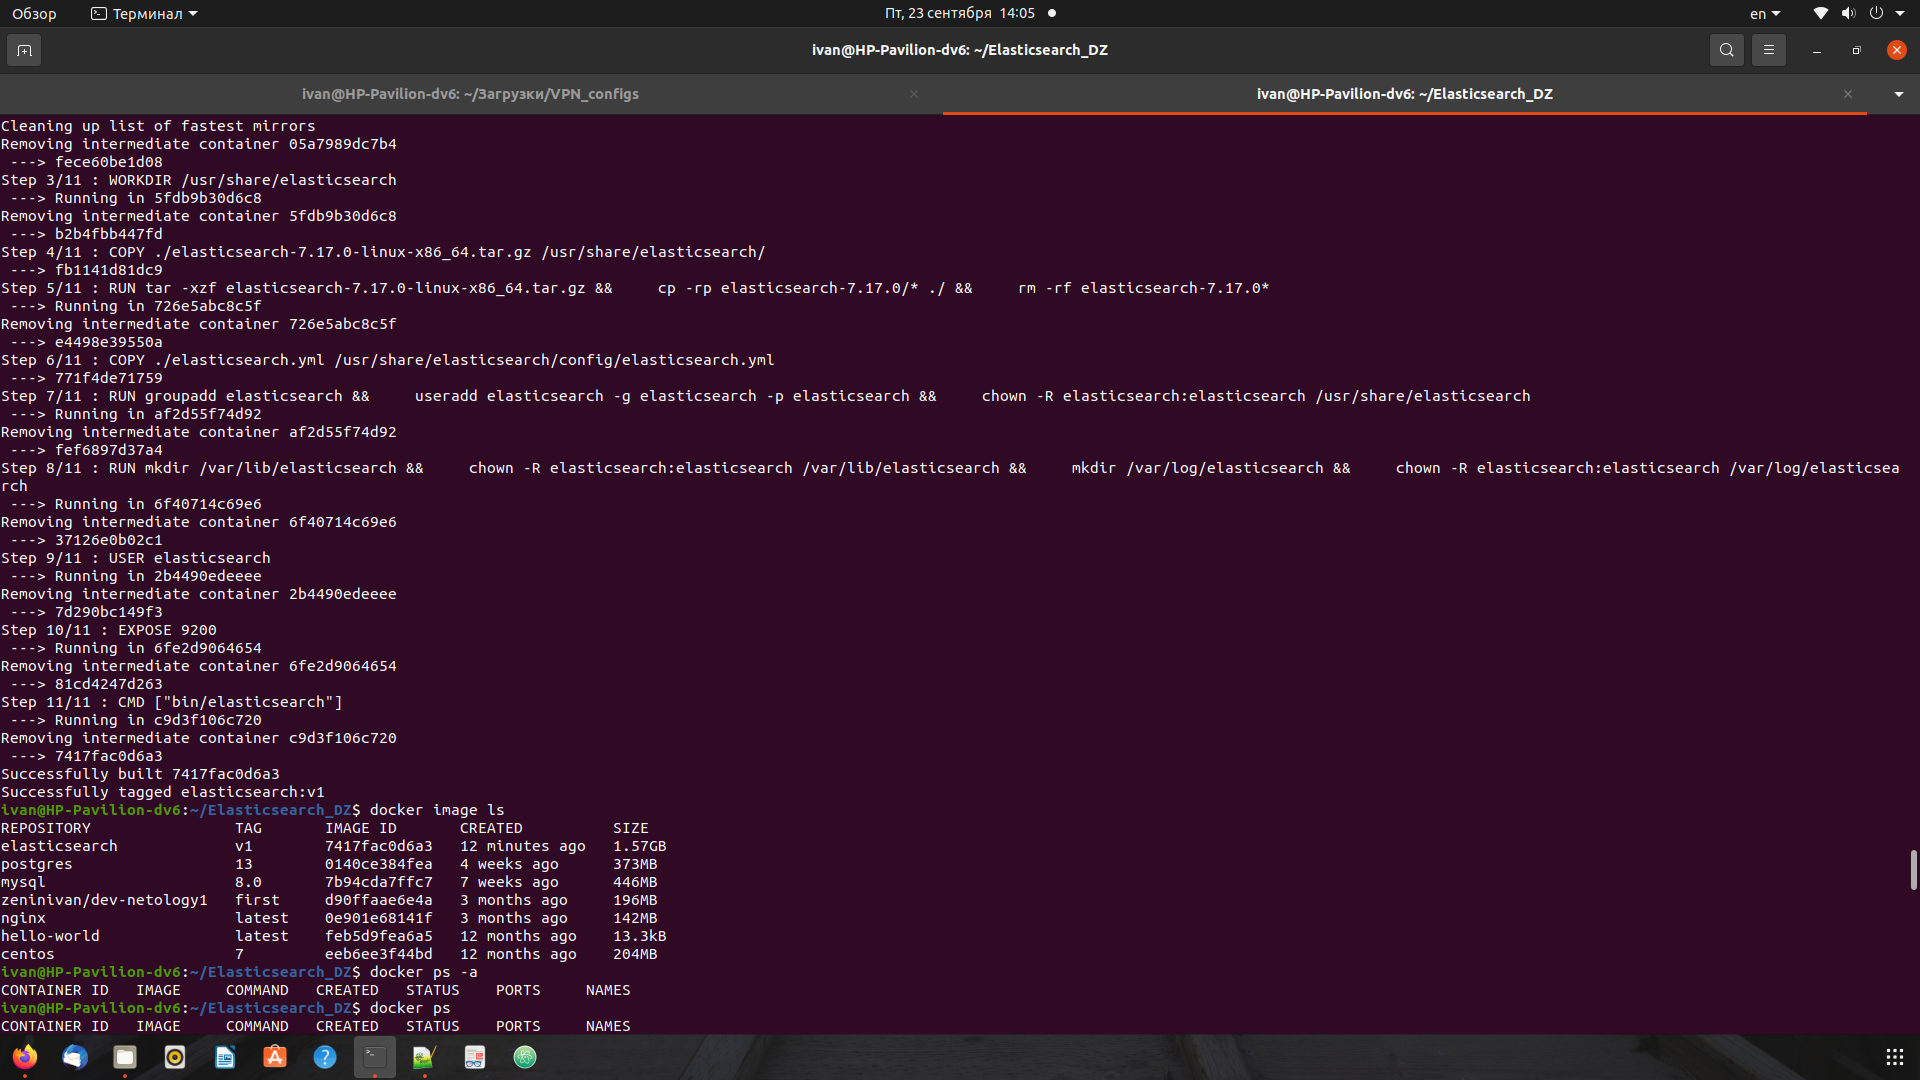 Обзор
Терминал
Пт, 23 сентября 14:05
en
ivan@HP-Pavilion-dv6: ~/Elasticsearch_DZ
ivan@HP-Pavilion-dv6: ~/Загрузки/VPN_configs
ivan@HP-Pavilion-dv6: ~/Elasticsearch_DZ
Cleaning up list of fastest mirrors
Removing intermediate container 05a7989dc7b4
 ---> fece60be1d08
Step 3/11 : WORKDIR /usr/share/elasticsearch
 ---> Running in 5fdb9b30d6c8
Removing intermediate container 5fdb9b30d6c8
 ---> b2b4fbb447fd
Step 4/11 : COPY ./elasticsearch-7.17.0-linux-x86_64.tar.gz /usr/share/elasticsearch/
 ---> fb1141d81dc9
Step 5/11 : RUN tar -xzf elasticsearch-7.17.0-linux-x86_64.tar.gz &&     cp -rp elasticsearch-7.17.0/* ./ &&     rm -rf elasticsearch-7.17.0*
 ---> Running in 726e5abc8c5f
Removing intermediate container 726e5abc8c5f
 ---> e4498e39550a
Step 6/11 : COPY ./elasticsearch.yml /usr/share/elasticsearch/config/elasticsearch.yml
 ---> 771f4de71759
Step 7/11 : RUN groupadd elasticsearch &&     useradd elasticsearch -g elasticsearch -p elasticsearch &&     chown -R elasticsearch:elasticsearch /usr/share/elasticsearch
 ---> Running in af2d55f74d92
Removing intermediate container af2d55f74d92
 ---> fef6897d37a4
Step 8/11 : RUN mkdir /var/lib/elasticsearch &&     chown -R elasticsearch:elasticsearch /var/lib/elasticsearch &&     mkdir /var/log/elasticsearch &&     chown -R elasticsearch:elasticsearch /var/log/elasticsea
rch
 ---> Running in 6f40714c69e6
Removing intermediate container 6f40714c69e6
 ---> 37126e0b02c1
Step 9/11 : USER elasticsearch
 ---> Running in 2b4490edeeee
Removing intermediate container 2b4490edeeee
 ---> 7d290bc149f3
Step 10/11 : EXPOSE 9200
 ---> Running in 6fe2d9064654
Removing intermediate container 6fe2d9064654
 ---> 81cd4247d263
Step 11/11 : CMD ["bin/elasticsearch"]
 ---> Running in c9d3f106c720
Removing intermediate container c9d3f106c720
 ---> 7417fac0d6a3
Successfully built 7417fac0d6a3
Successfully tagged elasticsearch:v1
ivan@HP-Pavilion-dv6:~/Elasticsearch_DZ$ docker image ls
REPOSITORY                TAG       IMAGE ID       CREATED          SIZE
elasticsearch             v1        7417fac0d6a3   12 minutes ago   1.57GB
postgres                  13        0140ce384fea   4 weeks ago      373MB
mysql                     8.0       7b94cda7ffc7   7 weeks ago      446MB
zeninivan/dev-netology1   first     d90ffaae6e4a   3 months ago     196MB
nginx                     latest    0e901e68141f   3 months ago     142MB
hello-world               latest    feb5d9fea6a5   12 months ago    13.3kB
centos                    7         eeb6ee3f44bd   12 months ago    204MB
ivan@HP-Pavilion-dv6:~/Elasticsearch_DZ$ docker ps -a
CONTAINER ID   IMAGE     COMMAND   CREATED   STATUS    PORTS     NAMES
ivan@HP-Pavilion-dv6:~/Elasticsearch_DZ$ docker ps
CONTAINER ID   IMAGE     COMMAND   CREATED   STATUS    PORTS     NAMES